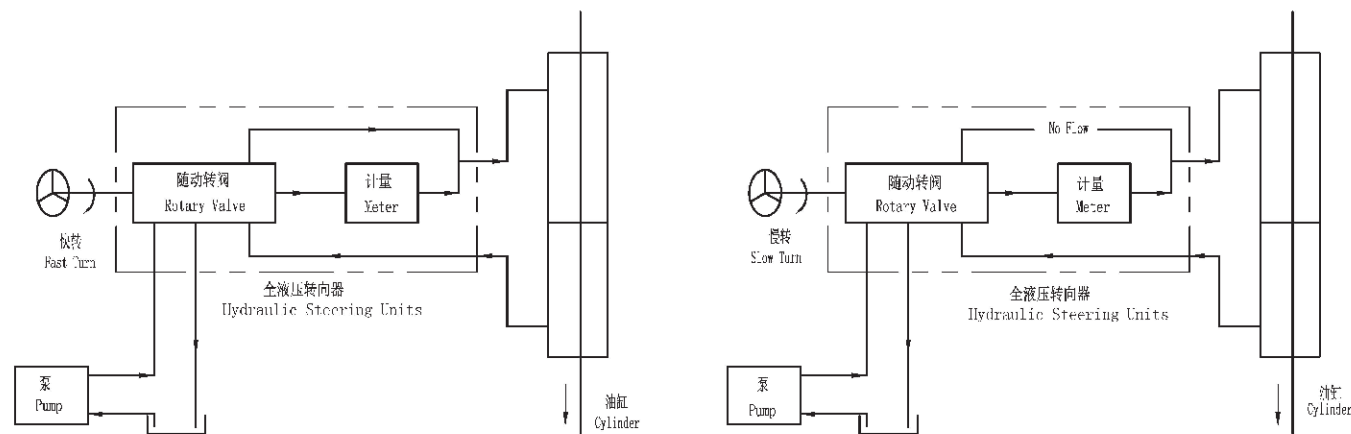 随动转阀
Rotary Valve
计量
Meter
快转
Fast Turn
全液压转向器
Hydraulic Steering Units
泵
Pump
油缸
Cylinder
No Flow
随动转阀
Rotary Valve
计量
Meter
慢转
Slow Turn
全液压转向器
Hydraulic Steering Units
泵
Pump
油缸
Cylinder